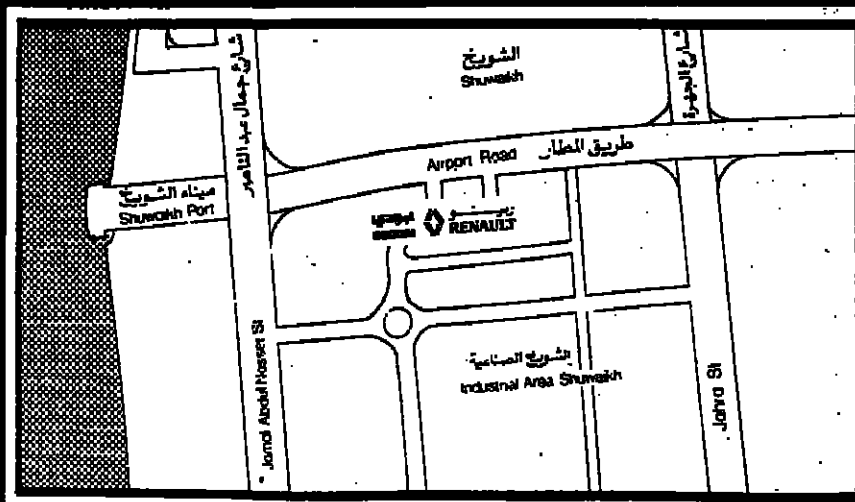 شارع جمال عبد الناصر
الشويخ
Shuwaikh
شارع الجهرة
Airport Road طريق المطار
ميناء الشويخ
Shuwaikh Port
رينو
RENAULT
الشويخ الصناعية
Industrial Area Shuwaikh
Jamal Abdul Nasser St
Jahra St